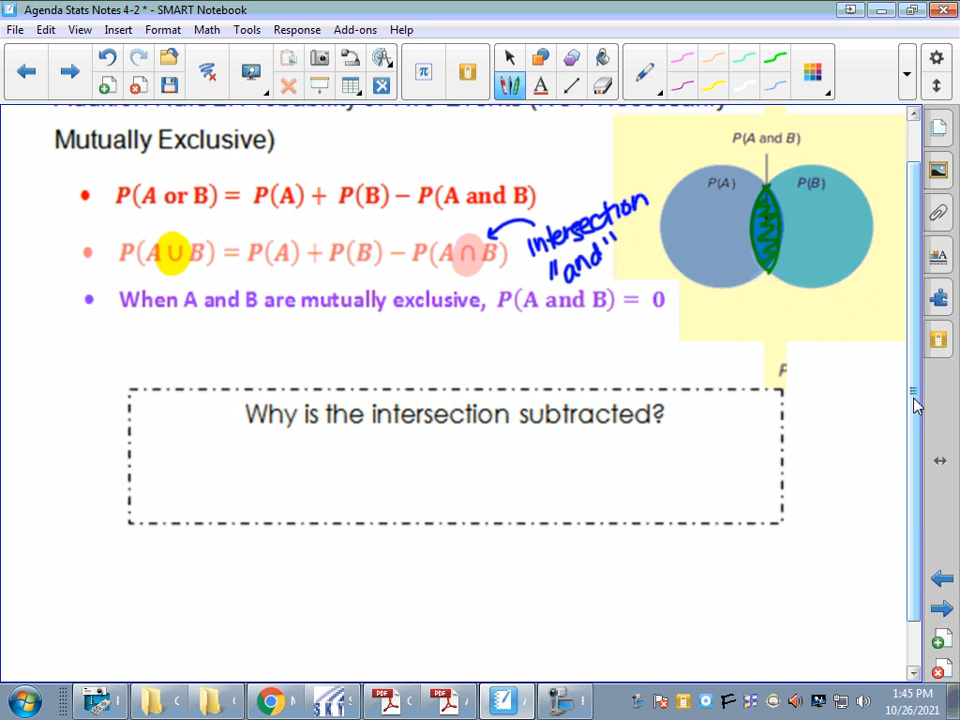 Agenda Stats Notes 4-2 * - SMART Notebook
File Edit View Insert Format Math Tools Response Add-ons Help
Mutually Exclusive)
P(A and B)
P(A) P(B)
• P(A or B) = P(A) + P(B) − P(A and B)
• P(A ∪ B) = P(A) + P(B) − P(A ∩ B)
intersection
"and"
• When A and B are mutually exclusive, P(A and B) = 0
Why is the intersection subtracted?
1:45 PM
10/26/2021